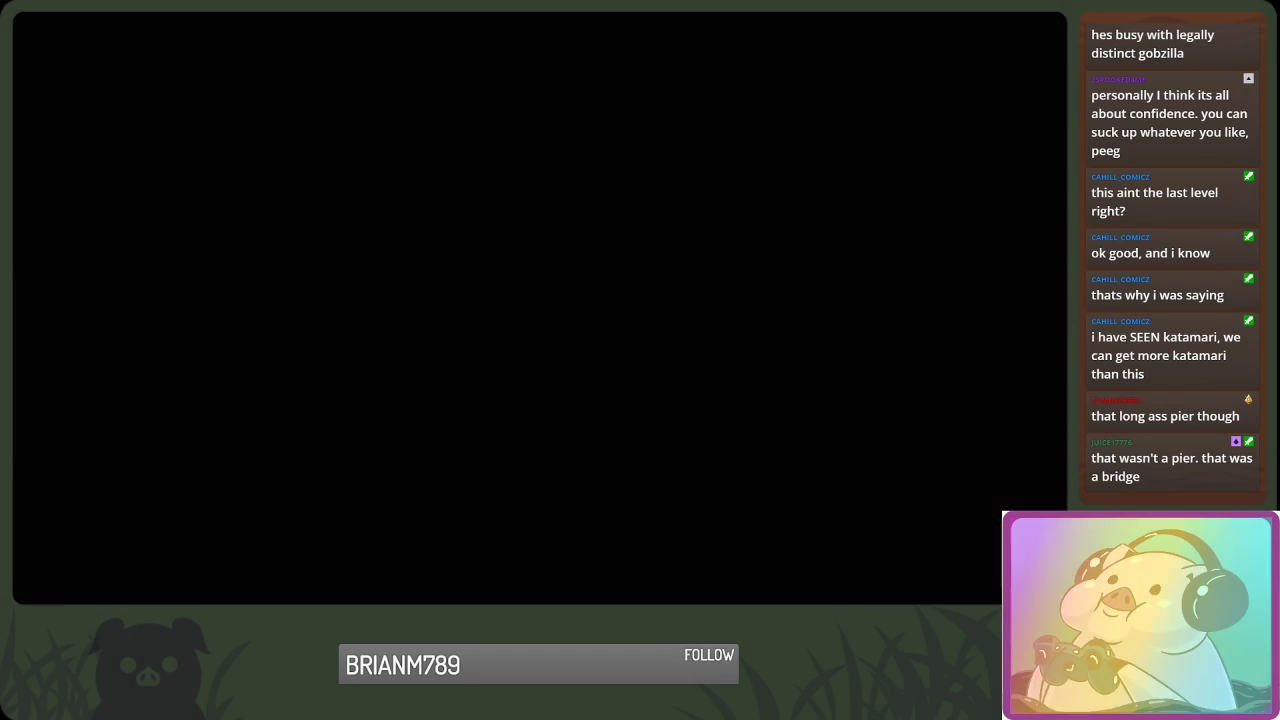 hes busy with legally
distinct gobzilla
personally I think its all
about confidence. you can
suck up whatever you like,
peeg
CAHILL_COMICZ
this aint the last level
right?
CAHILL_COMICZ
ok good, and i know
CAHILL_COMICZ
thats why i was saying
CAHILL_COMICZ
i have SEEN katamari, we
can get more katamari
than this
that long ass pier though
JUICE17776
that wasn't a pier. that was
a bridge
BRIANM789
FOLLOW